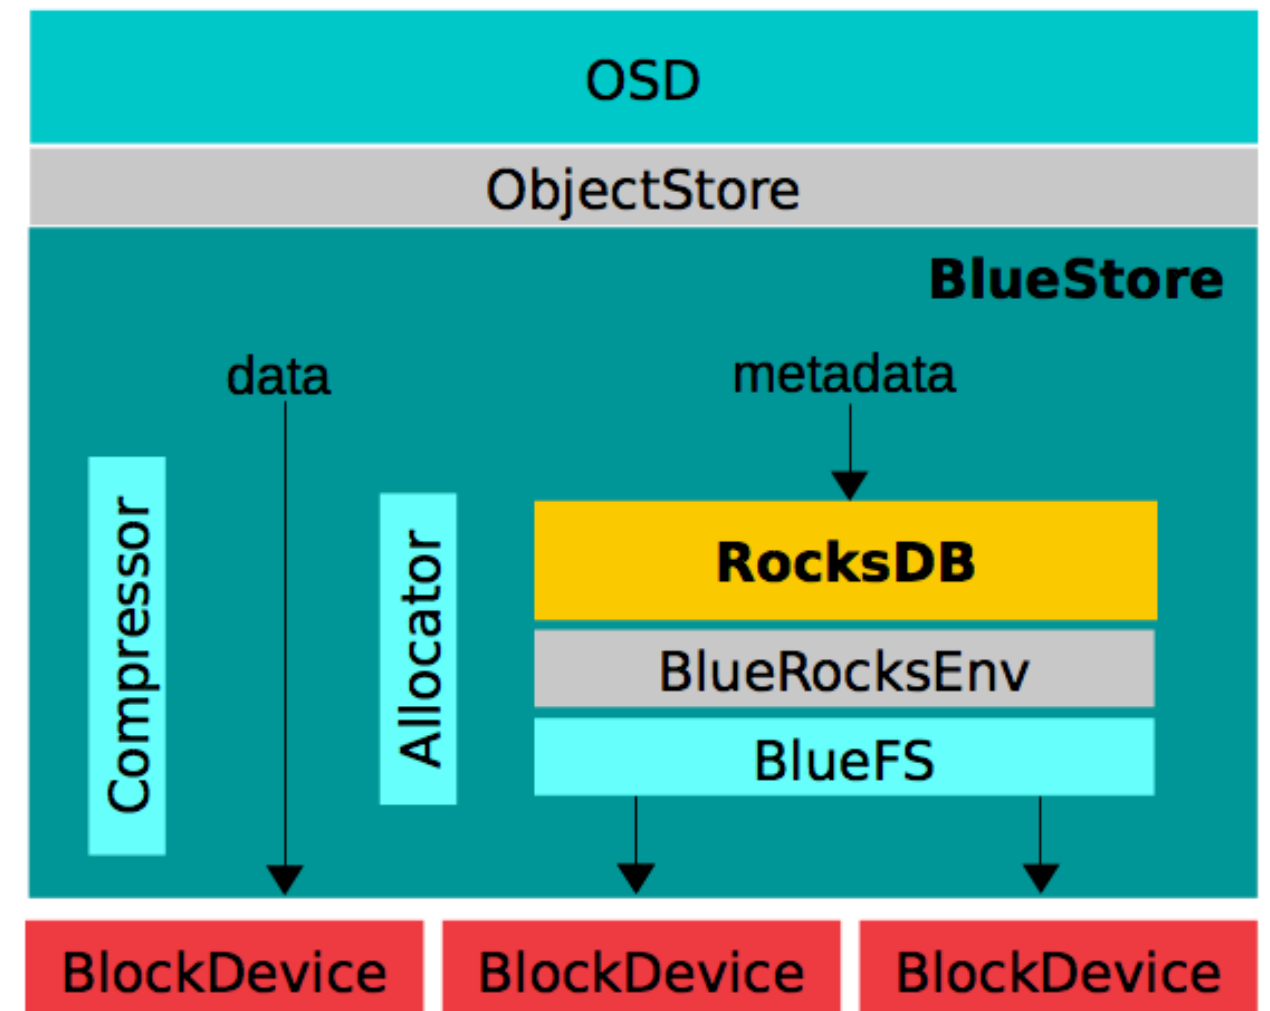 OSD
ObjectStore
BlueStore
data
metadata
Compressor
Allocator
RocksDB
BlueRocksEnv
BlueFS
BlockDevice
BlockDevice
BlockDevice